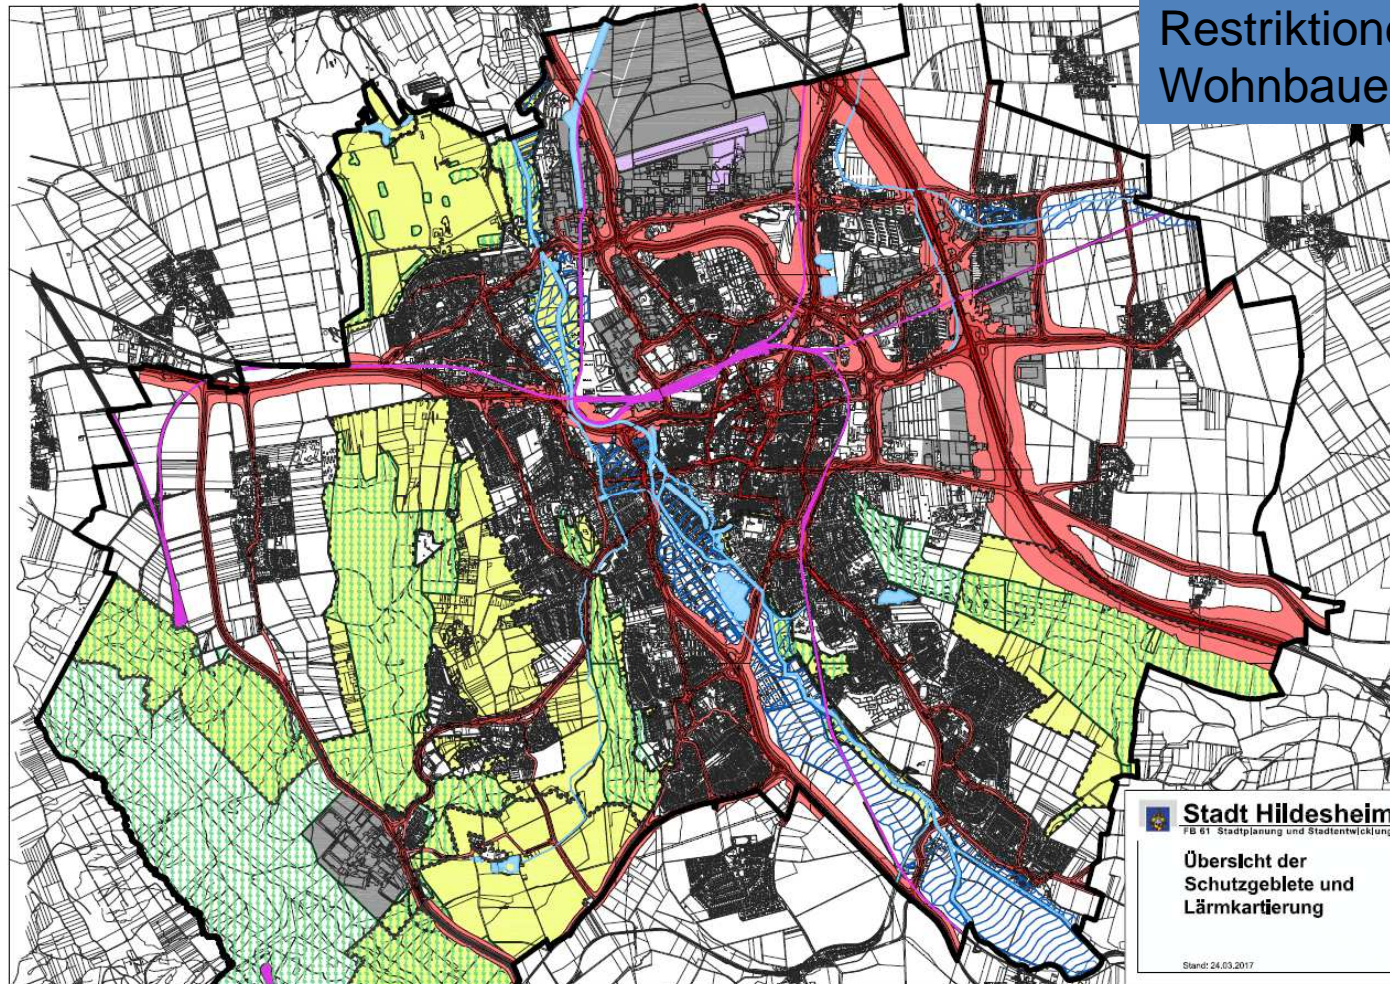 Restriktione
Wohnbaue
Stadt Hildesheim
FB 61 Stadtplanung und Stadtentwicklung
Übersicht der
Schutzgebiete und
Lärmkartierung
Stand: 24.03.2017